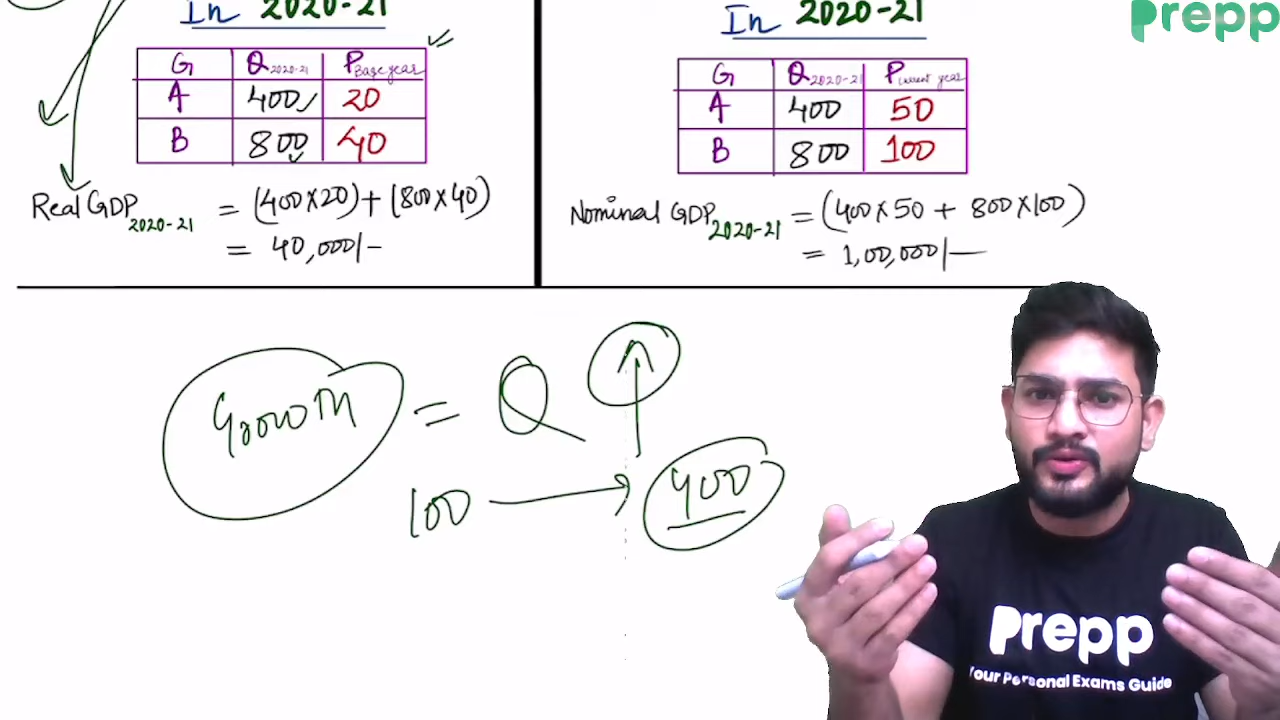 In 2020-21
G Q2020-21 PBase year
A 400 20
B 800 40
Real GDP2020-21 = (400×20)+(800×40)
= 40,000/-
In 2020-21
G Q2020-21 Pcurrent year
A 400 50
B 800 100
Nominal GDP2020-21 = (400×50 + 800×100)
= 1,00,000/-
Growth = Q ↑
100 → 400
Prepp
Prepp
Your Personal Exams Guide